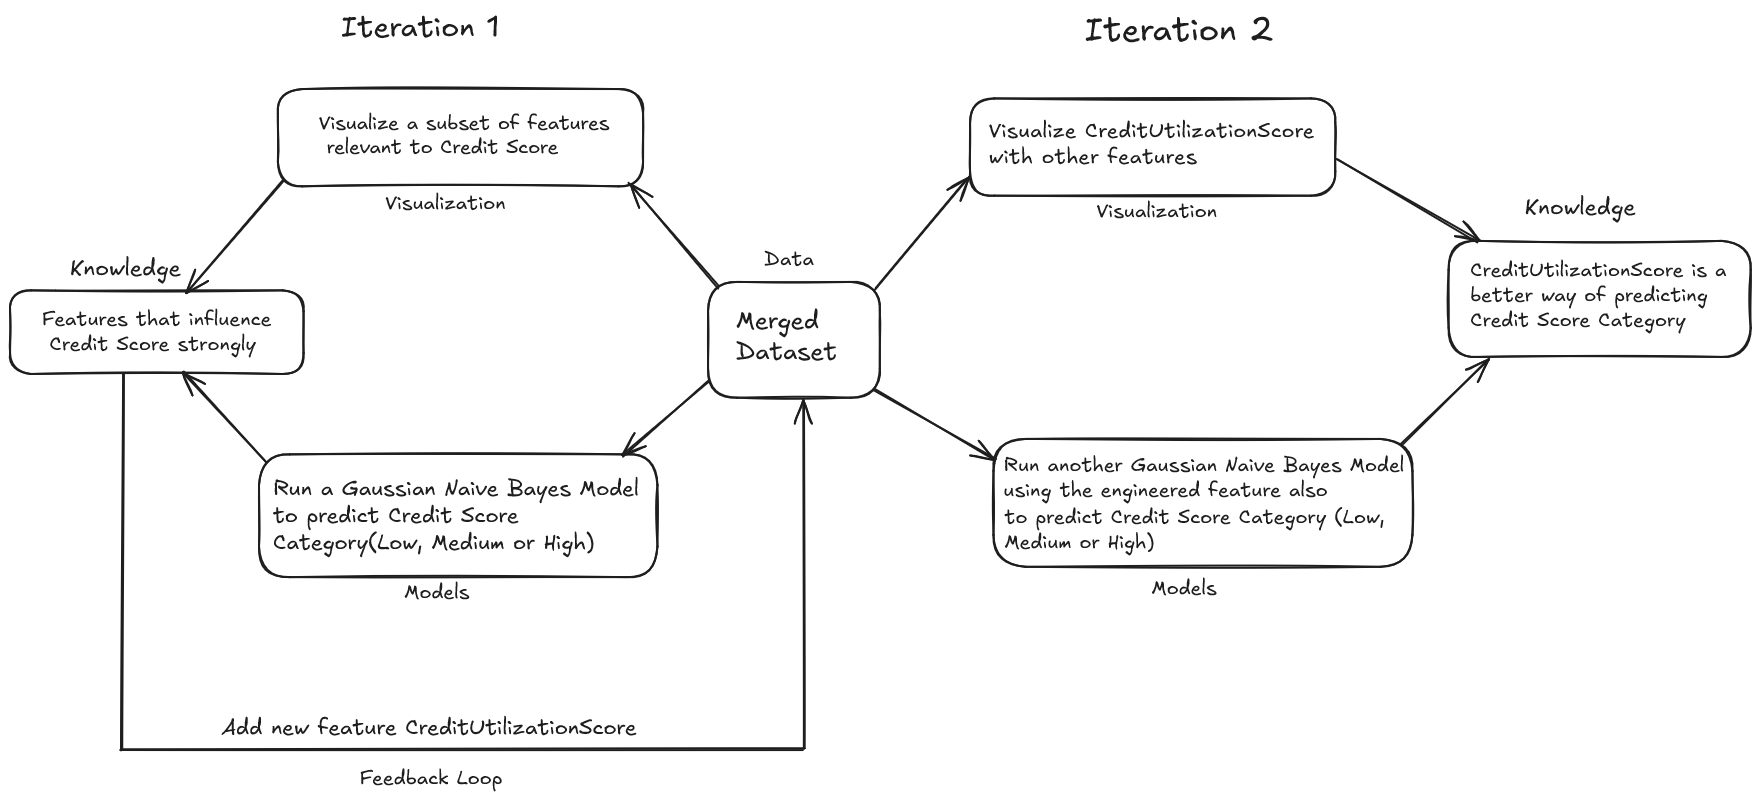 Iteration 1
Iteration 2
Visualize a subset of features
relevant to Credit Score
Visualization
Visualize CreditUtilizationScore
with other features
Visualization
Knowledge
Features that influence
Credit Score strongly
Data
Merged
Dataset
Knowledge
CreditUtilizationScore is a
better way of predicting
Credit Score Category
Run a Gaussian Naive Bayes Model
to predict Credit Score
Category(Low, Medium or High)
Models
Run another Gaussian Naive Bayes Model
using the engineered feature also
to predict Credit Score Category (Low,
Medium or High)
Models
Add new feature CreditUtilizationScore
Feedback Loop